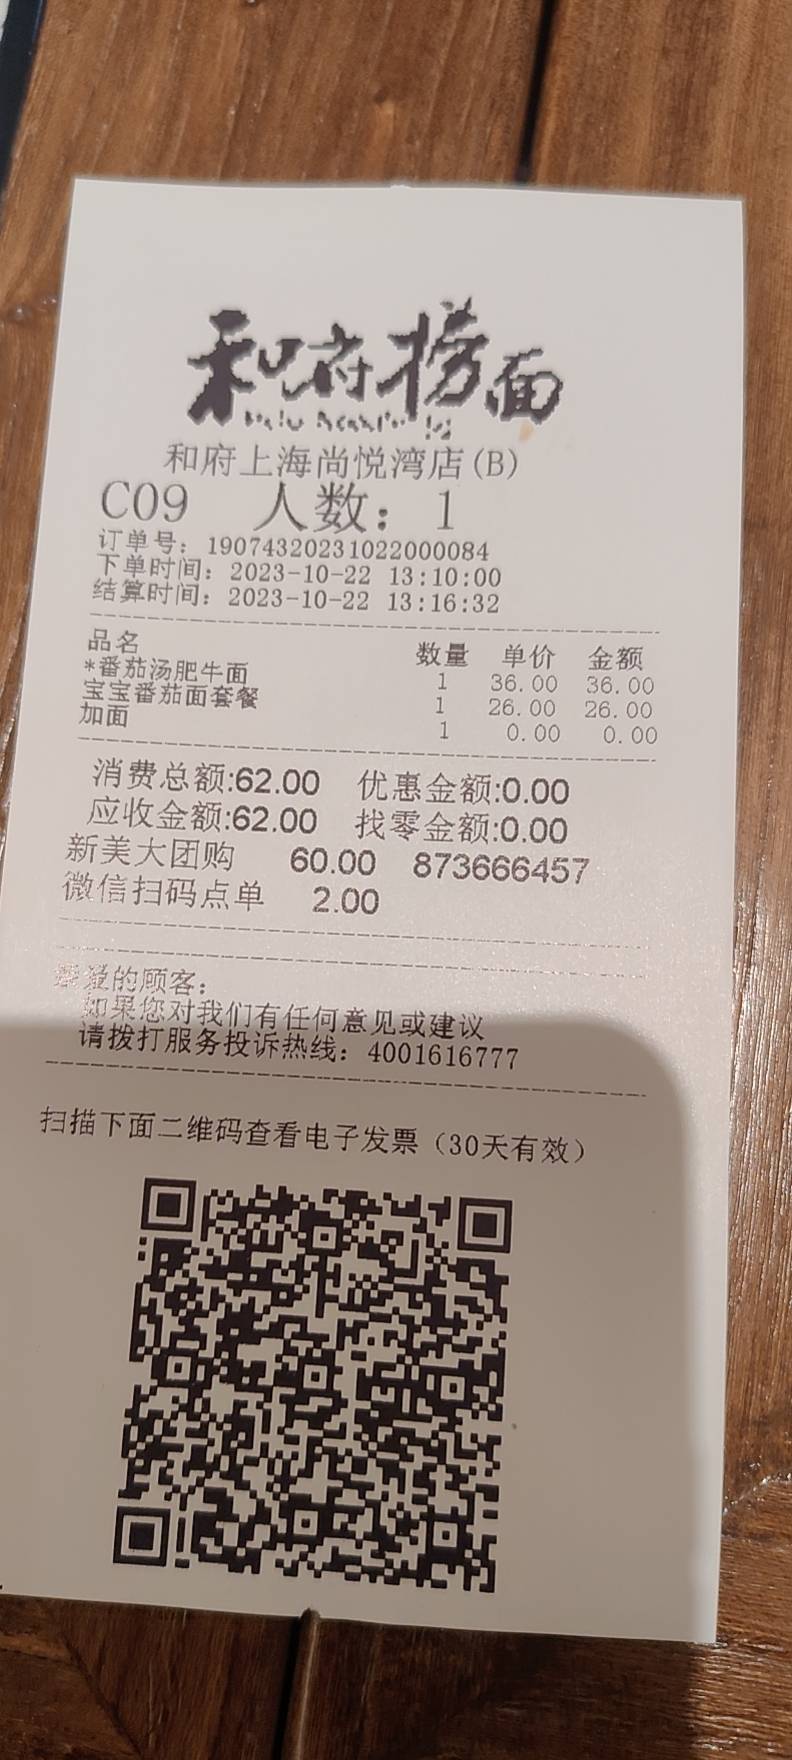 和府捞面
和府上海尚悦湾店(B)
C09 人数: 1
订单号: 19074320231022000084
下单时间: 2023-10-22 13:10:00
结算时间: 2023-10-22 13:16:32
品名 数量 单价 金额
*番茄汤肥牛面 1 36.00 36.00
宝宝番茄面套餐 1 26.00 26.00
加面 1 0.00 0.00
消费总额:62.00 优惠金额:0.00
应收金额:62.00 找零金额:0.00
新美大团购 60.00 873666457
微信扫码点单 2.00
亲爱的顾客:
如果您对我们有任何意见或建议
请拨打服务投诉热线: 4001616777
扫描下面二维码查看电子发票(30天有效)